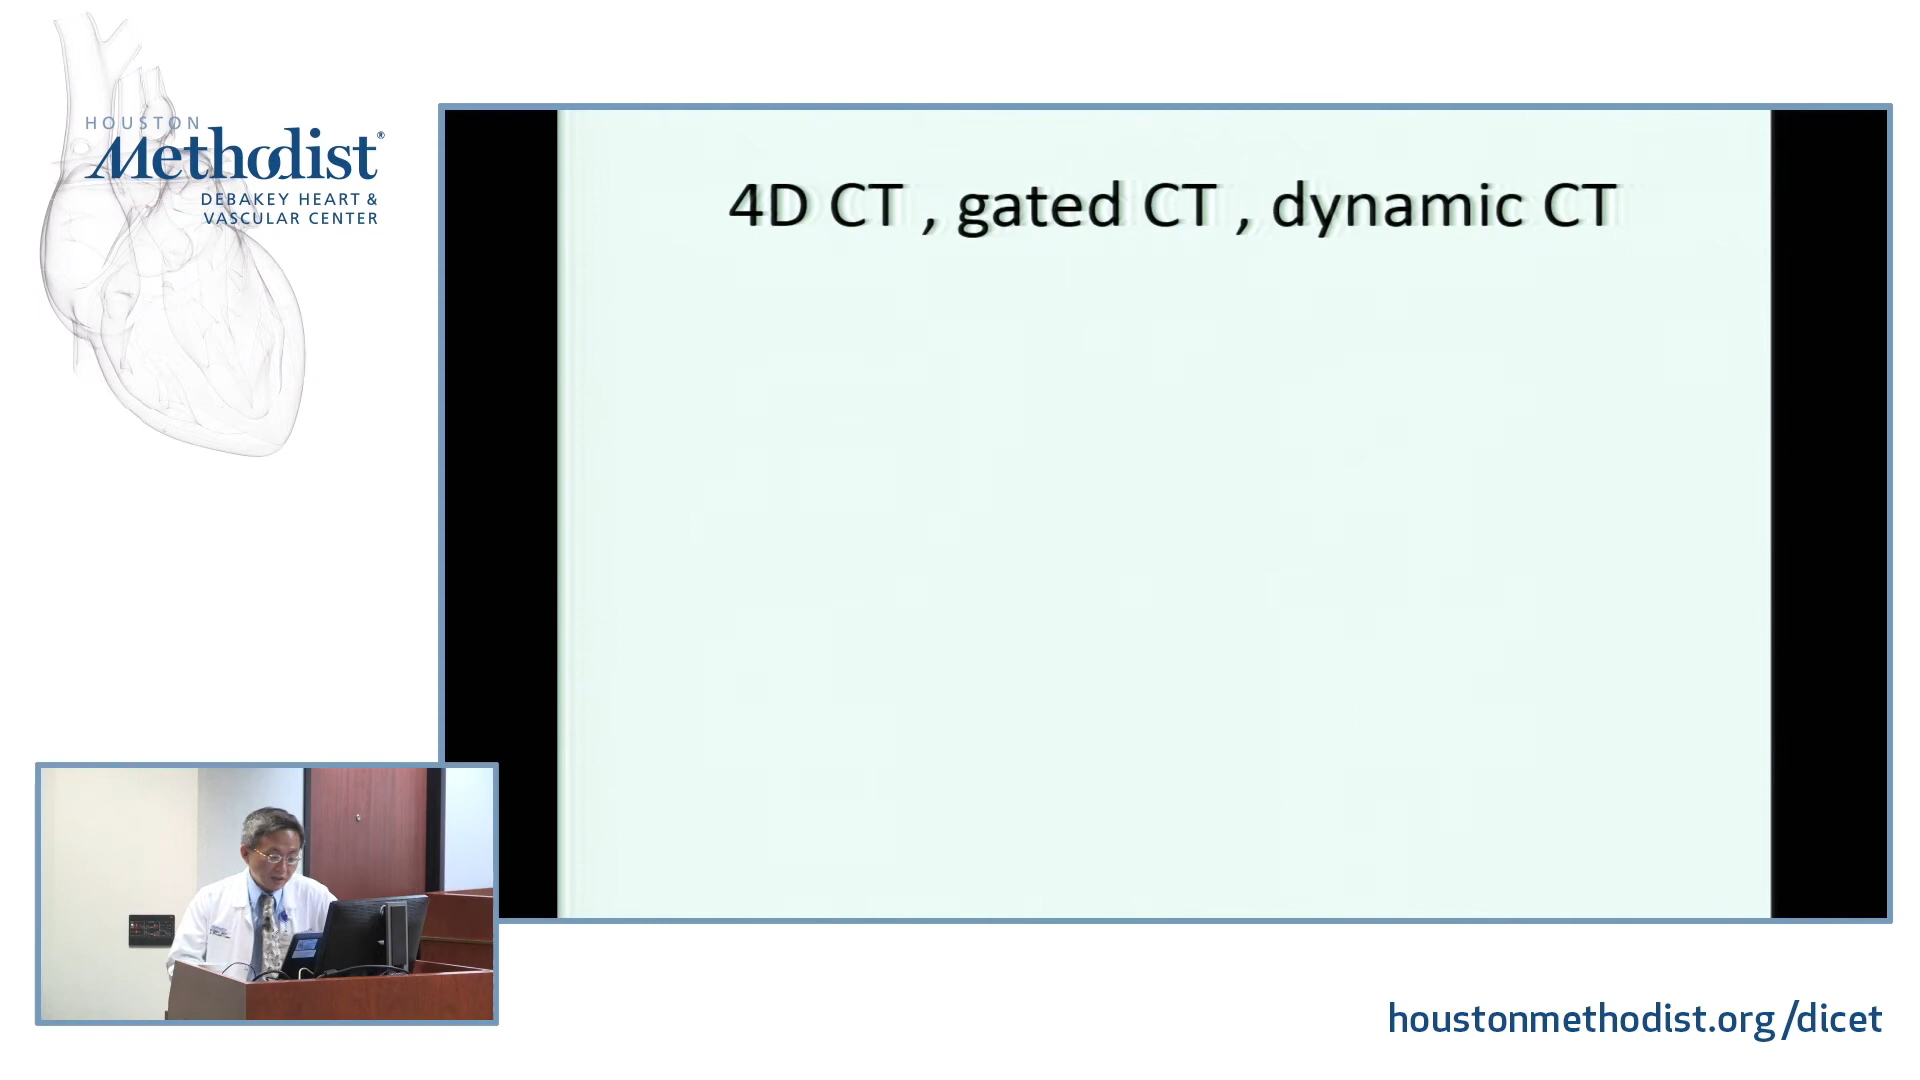 HOUSTON
Methodist®
DEBAKEY HEART &
VASCULAR CENTER
4D CT , gated CT , dynamic CT
houstonmethodist.org/dicet